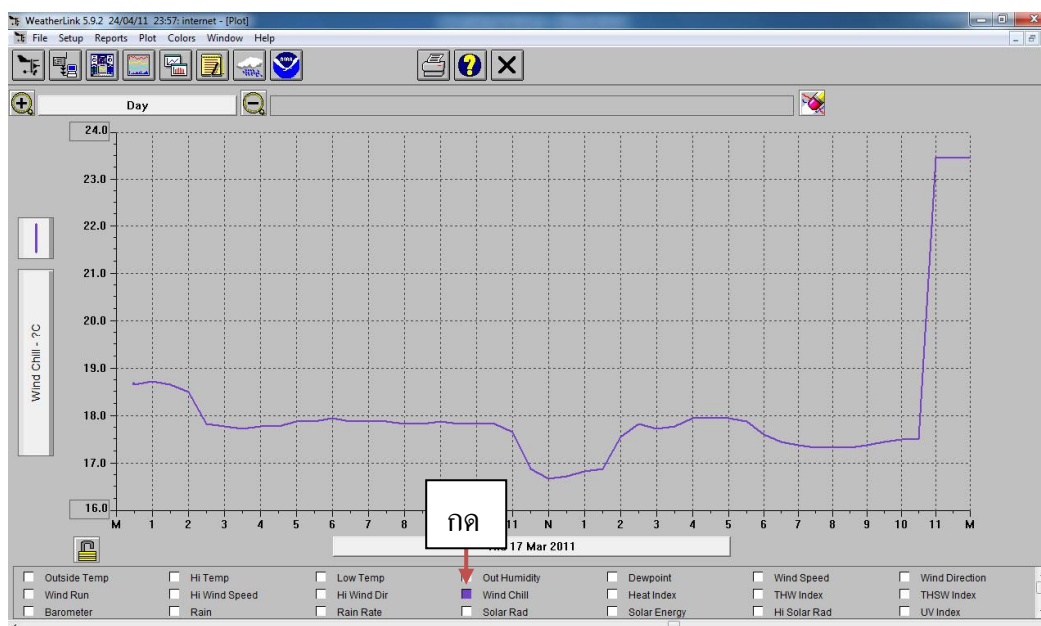 WeatherLink 5.9.2 24/04/11 23:57: internet - [Plot]
File Setup Reports Plot Colors Window Help
Day
24.0
23.0
22.0
21.0
20.0
19.0
18.0
17.0
16.0
Wind Chill - ?C
M 1 2 3 4 5 6 7 8 11 N 1 2 3 4 5 6 7 8 9 10 11 M
กด
17 Mar 2011
Outside Temp Hi Temp Low Temp Out Humidity Dewpoint Wind Speed Wind Direction
Wind Run Hi Wind Speed Hi Wind Dir Wind Chill Heat Index THW Index THSW Index
Barometer Rain Rain Rate Solar Rad Solar Energy Hi Solar Rad UV Index